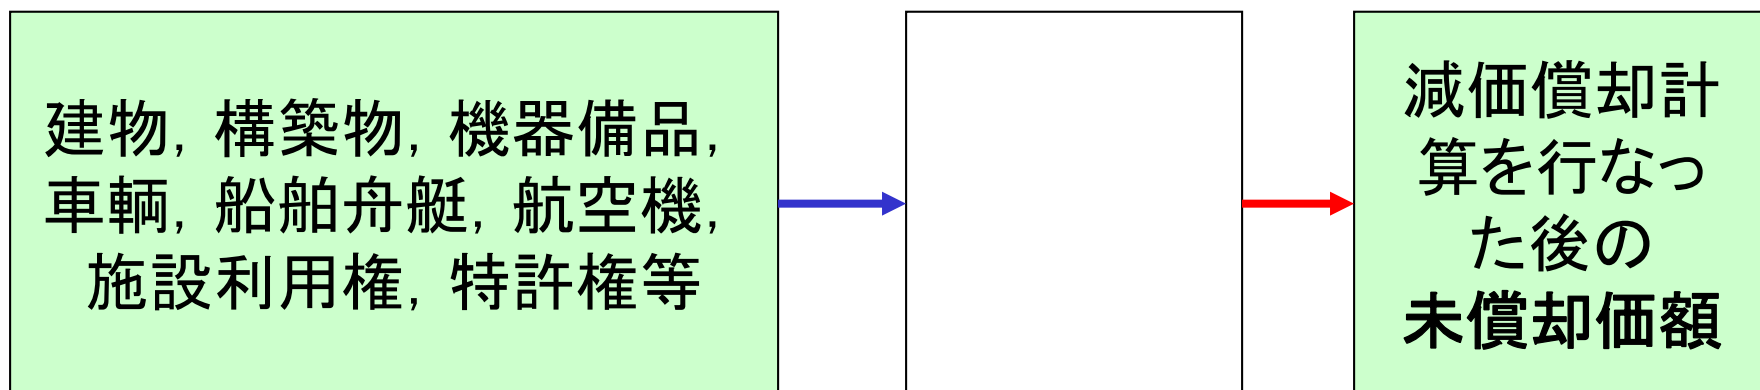 建物，構築物，機器備品，
車輌，船舶舟艇，航空機，
施設利用権，特許権等
減価償却計
算を行なっ
た後の
未償却価額